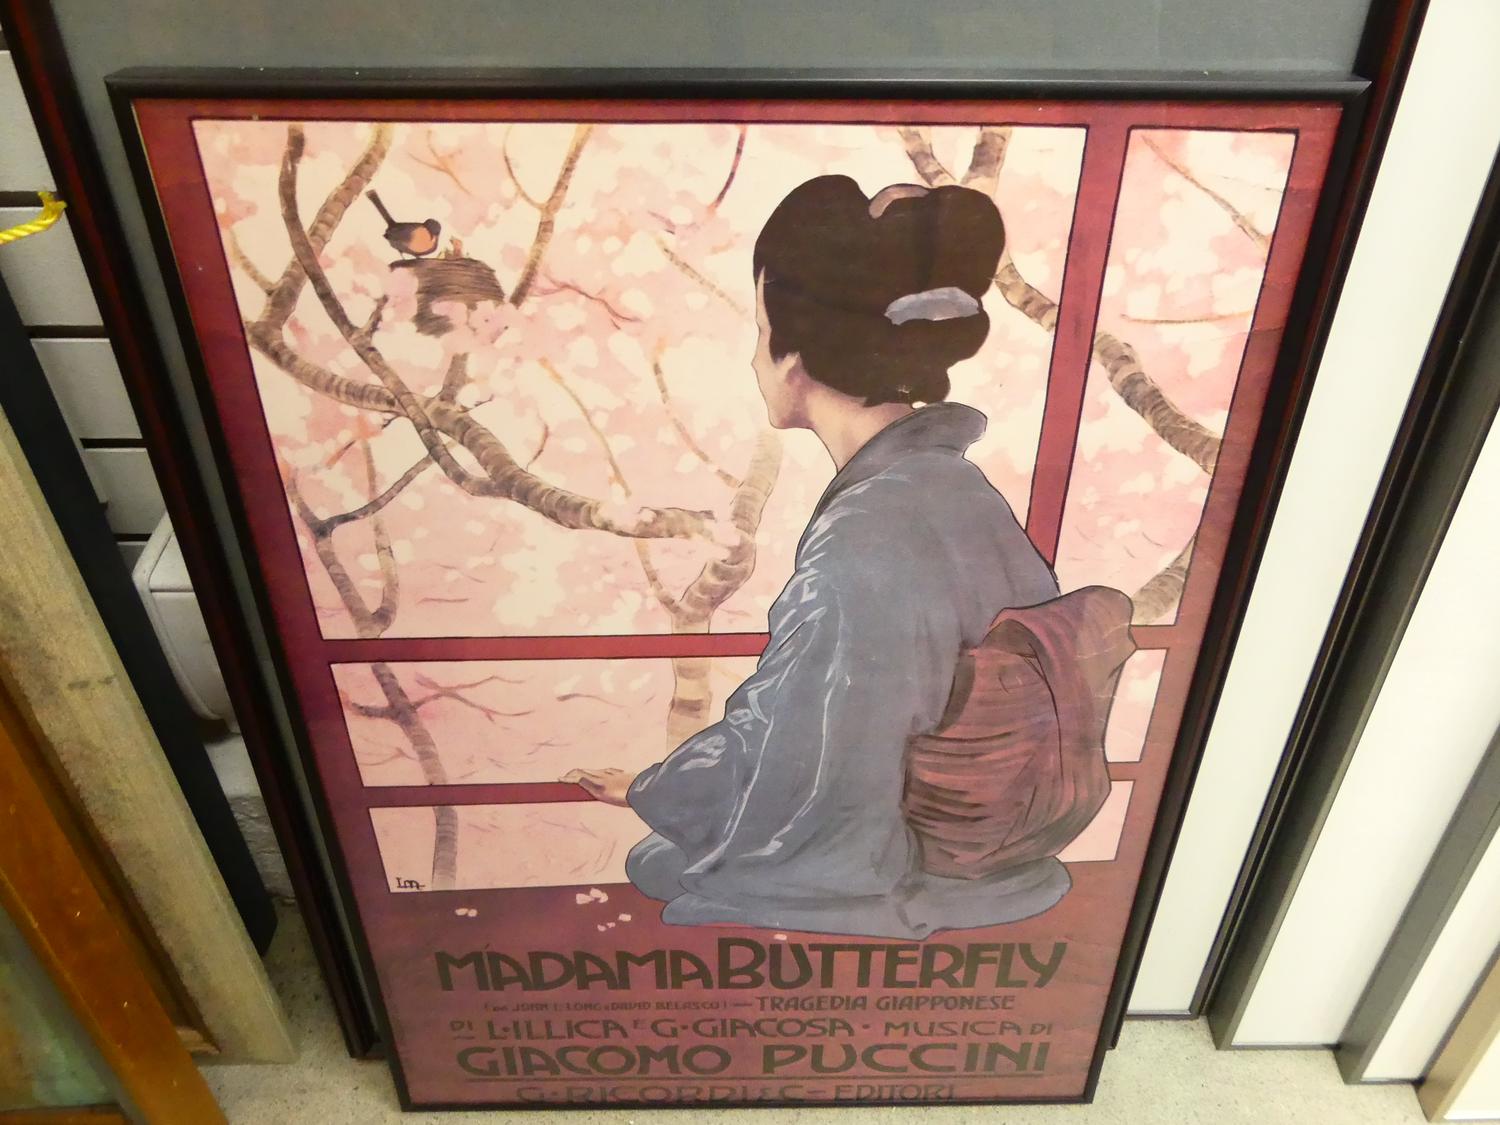 MADAMA BUTTERFLY
(DA JOHN L. LONG E DAVID BELASCO) — TRAGEDIA GIAPPONESE
DI L·ILLICA E G·GIACOSA · MUSICA DI
GIACOMO PUCCINI
G·RICORDI & C– EDITORI